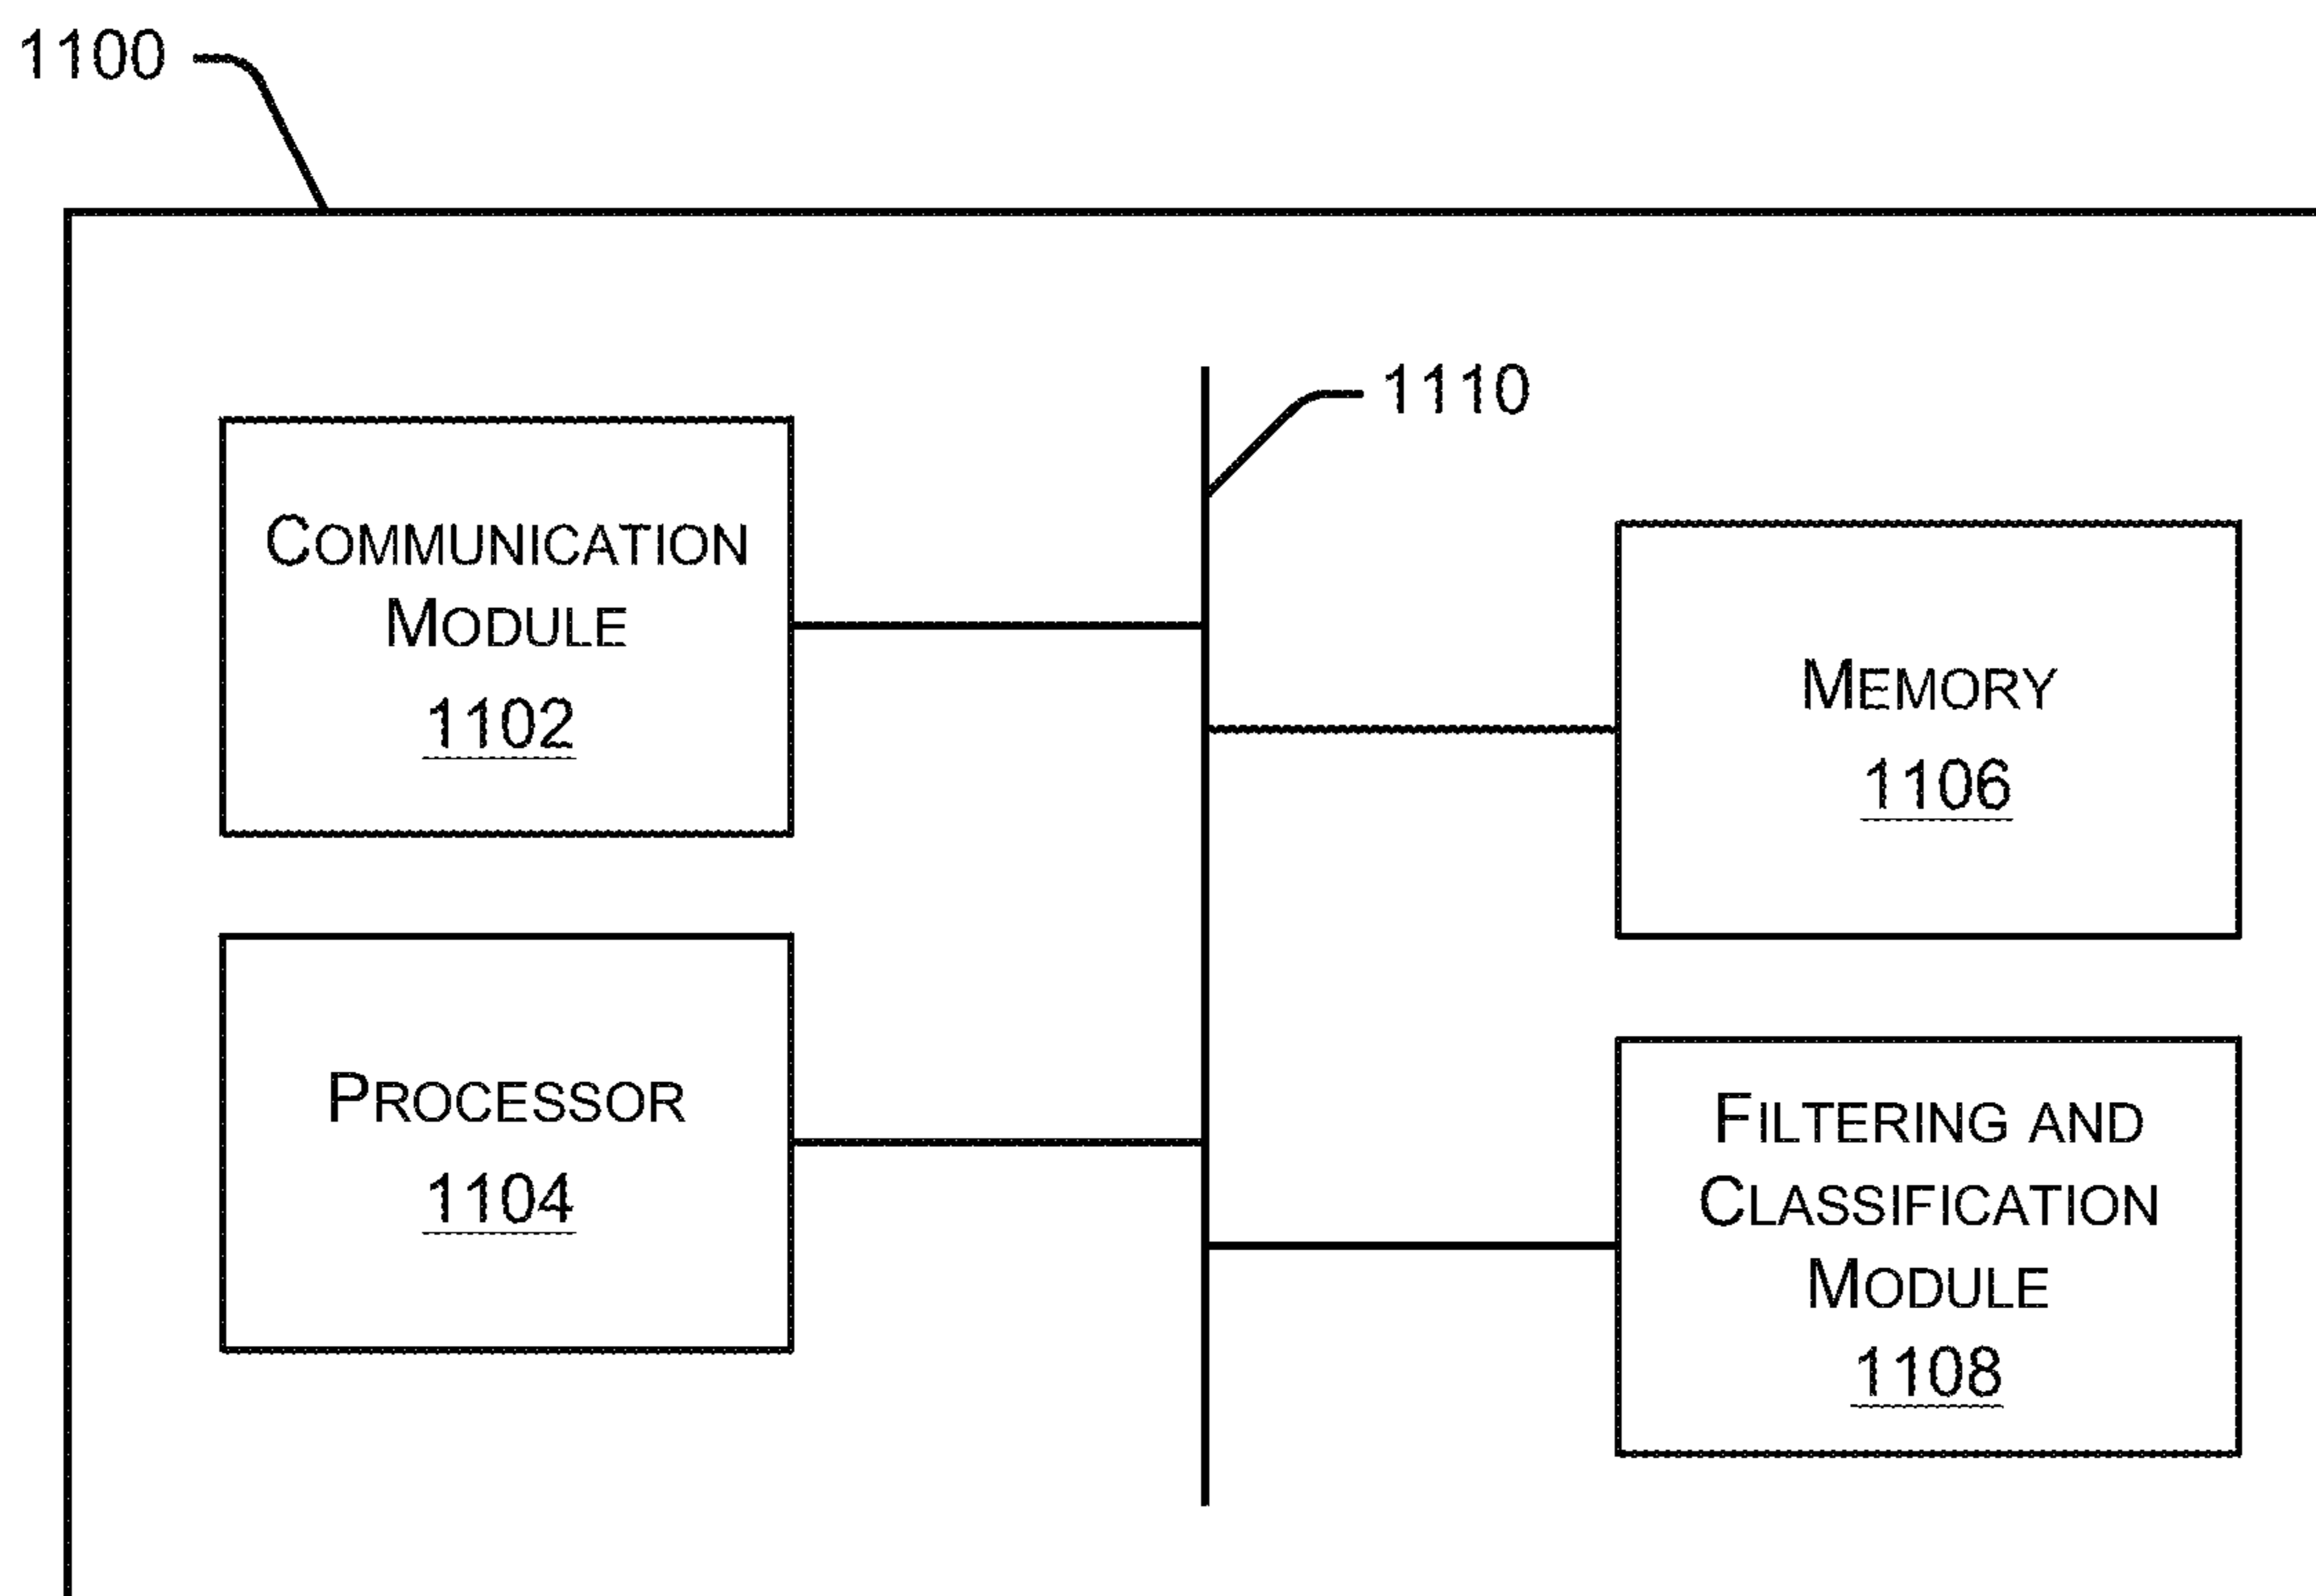 1100
1110
COMMUNICATION
MODULE
1102
MEMORY
1106
PROCESSOR
1104
FILTERING AND
CLASSIFICATION
MODULE
1108